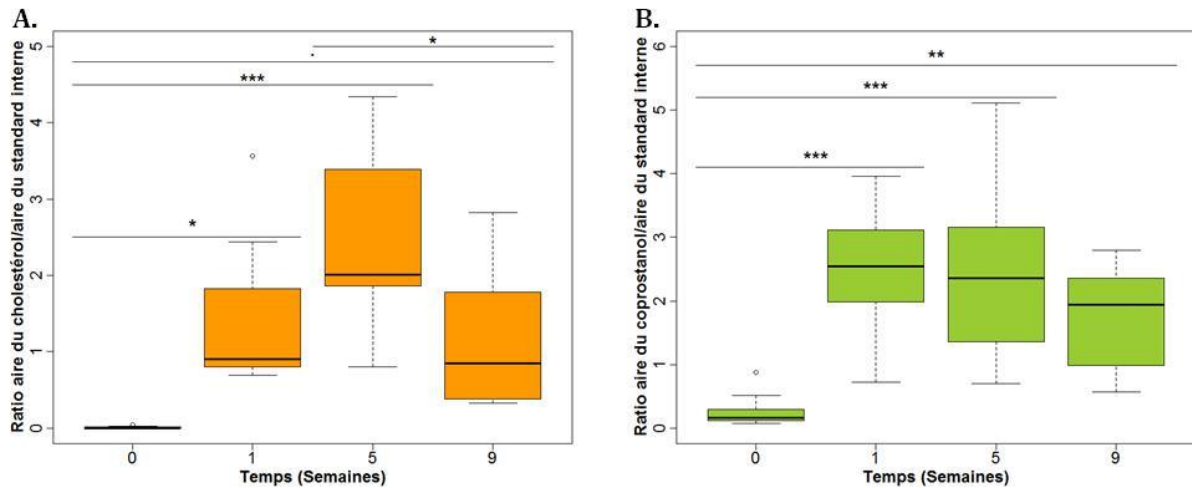 A.
Ratio aire du cholestérol/aire du standard interne
5
4
3
2
1
0
*
.
***
*
0 1 5 9
Temps (Semaines)
B.
Ratio aire du coprostanol/aire du standard interne
6
5
4
3
2
1
0
**
***
***
0 1 5 9
Temps (Semaines)